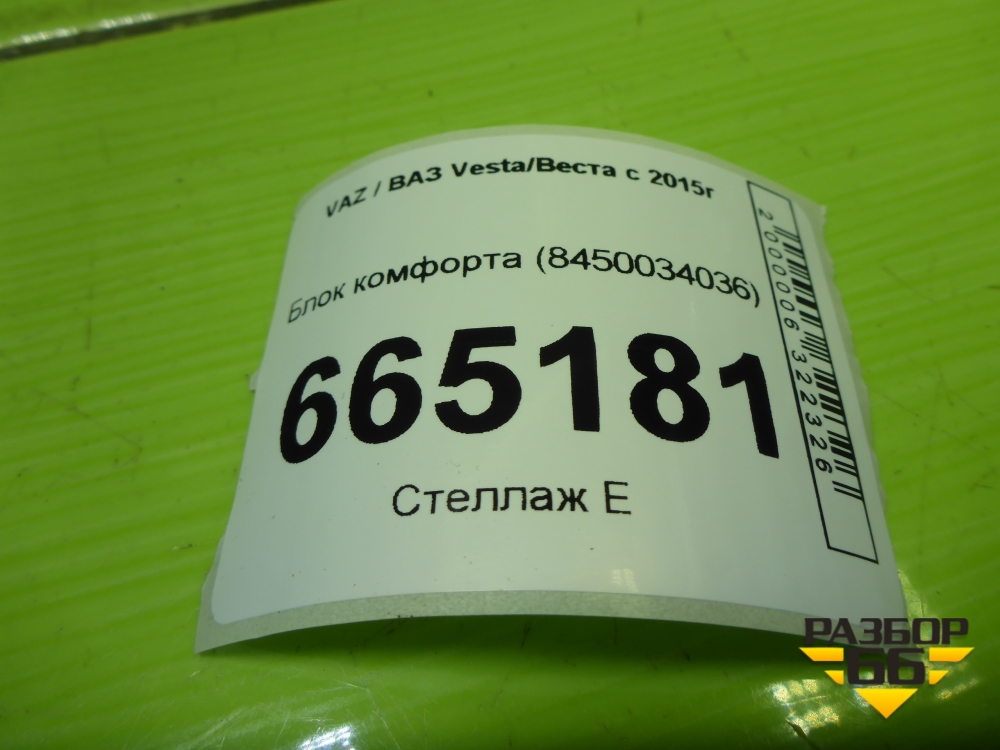 VAZ / ВАЗ Vesta/Веста с 2015г
Блок комфорта (8450034036)
665181
Стеллаж Е
2000006322326
РАЗБОР
66